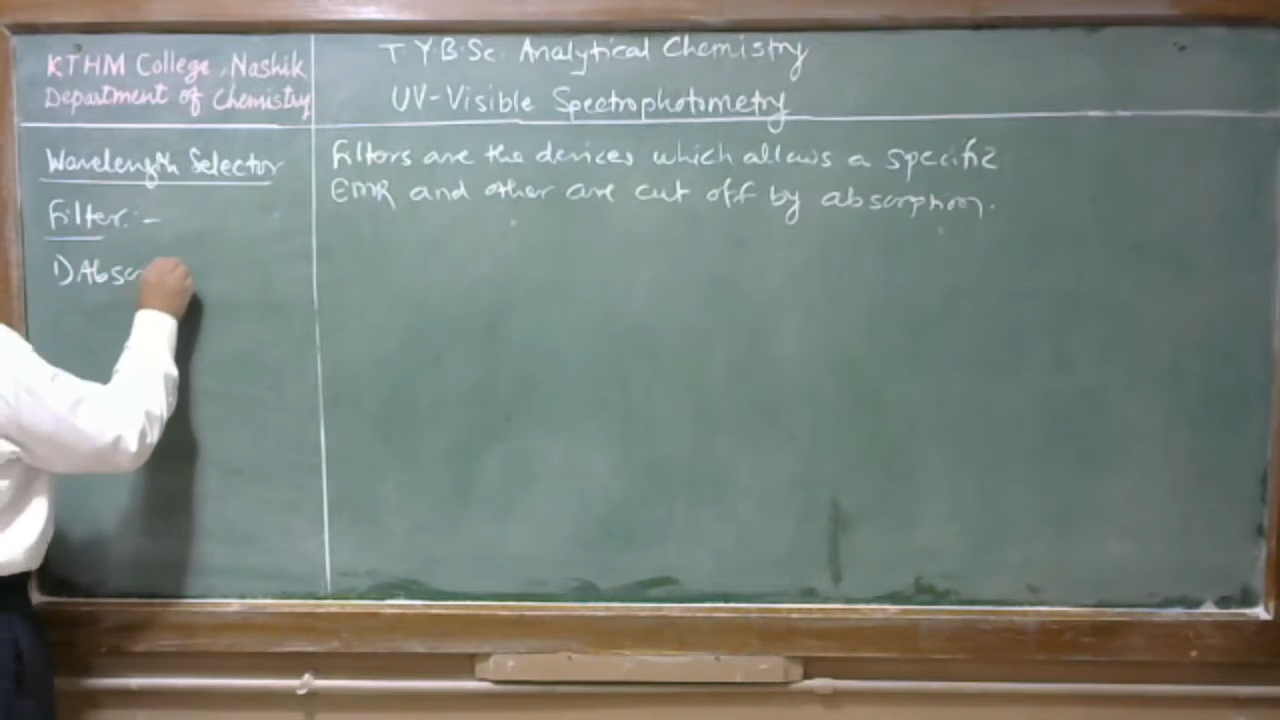 KTHM College, Nashik
Department of Chemistry
T Y B.Sc. Analytical Chemistry
UV-Visible Spectrophotometry
Wavelength Selector
Filter:-
1) Abso
Filters are the devices which allows a specific
EMR and other are cut off by absorption.